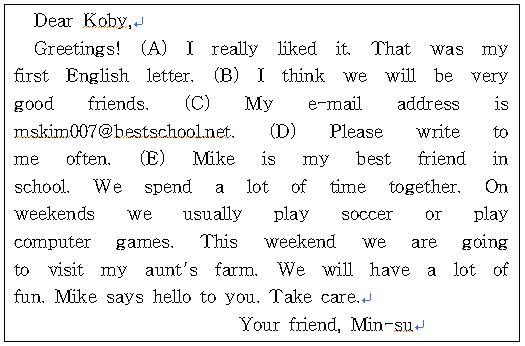 Dear Koby,↵
Greetings! (A) I really liked it. That was my
first English letter. (B) I think we will be very
good friends. (C) My e-mail address is
mskim007@bestschool.net. (D) Please write to
me often. (E) Mike is my best friend in
school. We spend a lot of time together. On
weekends we usually play soccer or play
computer games. This weekend we are going
to visit my aunt's farm. We will have a lot of
fun. Mike says hello to you. Take care.↵
Your friend, Min-su↵